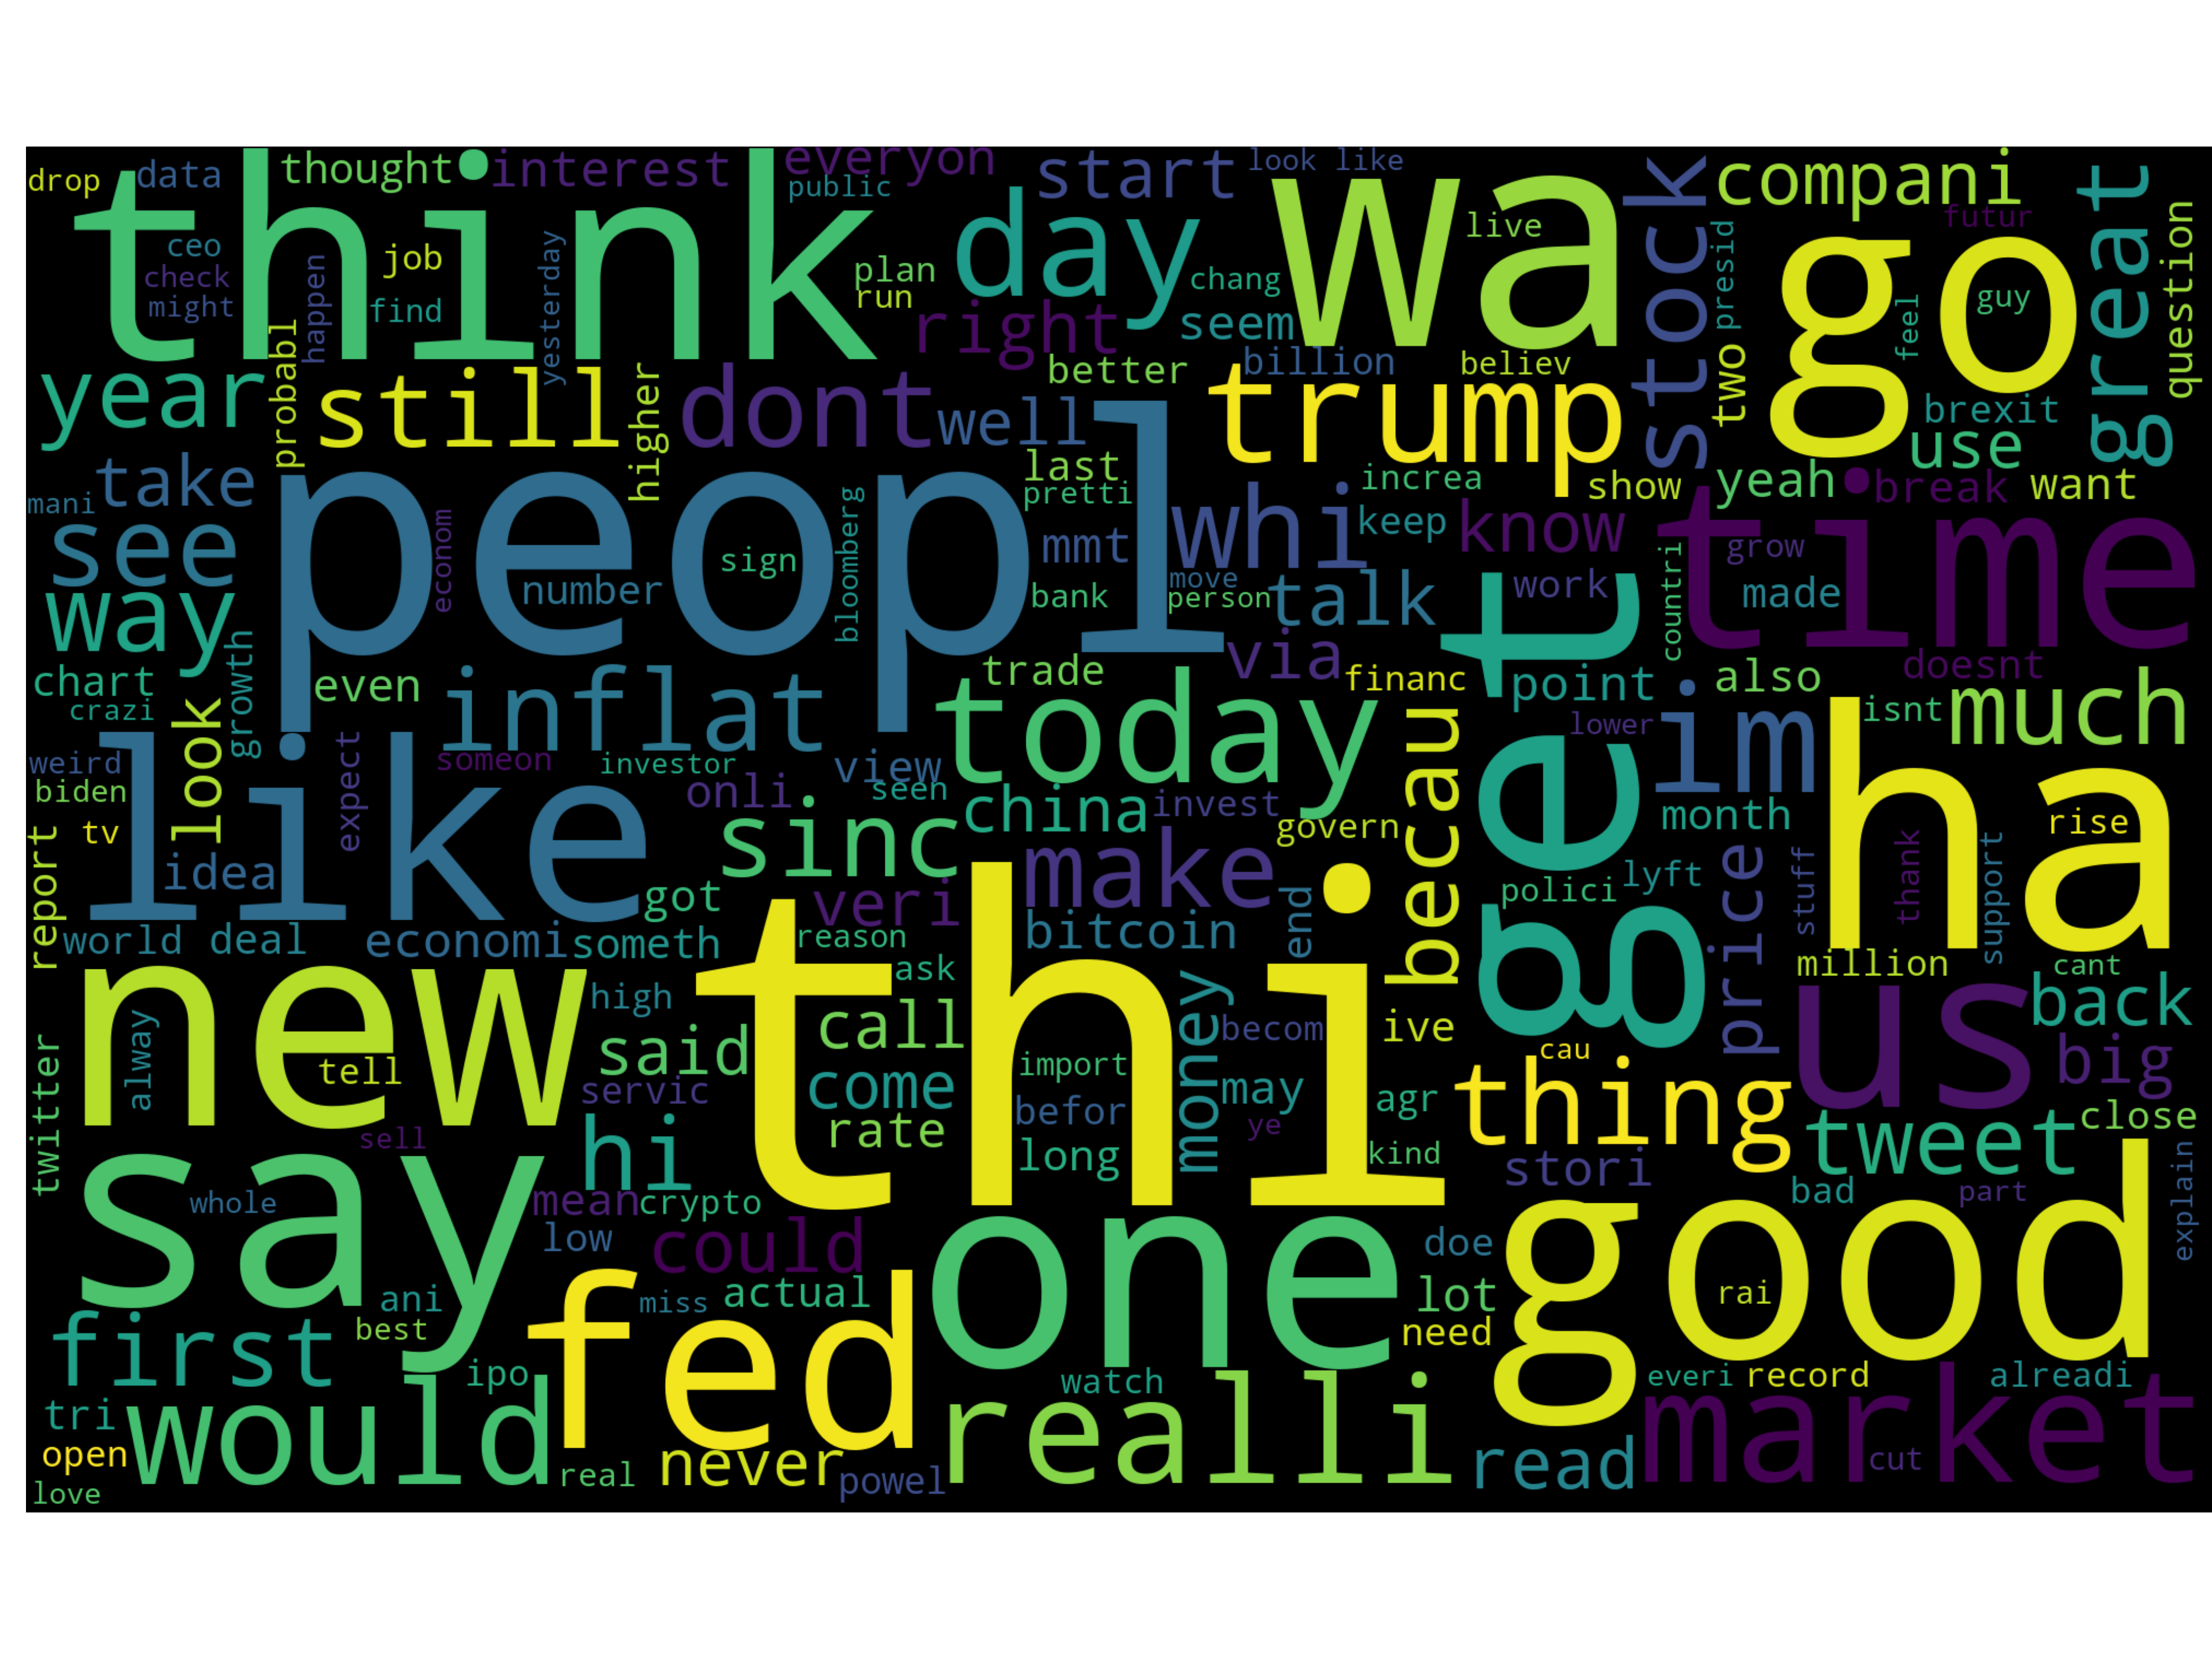 drop
data
thought
interest
everyon
public
start
look like
stock
compani
great
think
day
wa
live
go
futur
guy
question
ceo
check
might
job
find
happen
yesterday
plan
run
right
chang
seem
presid
two
feel
probabl
billion
believ
better
year
still
higher
dont
well
trump
brexit
use
take
mani
last
pretti
increa
show
yeah
break
want
see
peopl
econom
number
sign
bloomberg
mmt
whi
keep
know
time
grow
way
bank
move
person
talk
work
countri
made
get
chart
crazi
growth
look
even
inflat
trade
via
financ
point
also
doesnt
today
im
isnt
much
lower
weird
biden
tv
expect
someon
investor
view
seen
onli
china
invest
govern
becau
month
ha
rise
like
idea
sinc
make
report
got
veri
polici
lyft
price
stuff
thank
support
world
deal
economi
someth
reason
bitcoin
end
million
cant
new
high
ask
thi
money
us
back
alway
tell
said
call
import
becom
ive
cau
big
twitter
servic
come
befor
may
agr
thing
tweet
close
sell
hi
rate
long
ye
kind
stori
say
whole
mean
crypto
bad
part
explain
low
could
one
doe
good
ani
best
miss
actual
lot
rai
first
fed
need
ipo
watch
everi
record
alreadi
tri
would
realli
market
open
real
never
powel
read
cut
love